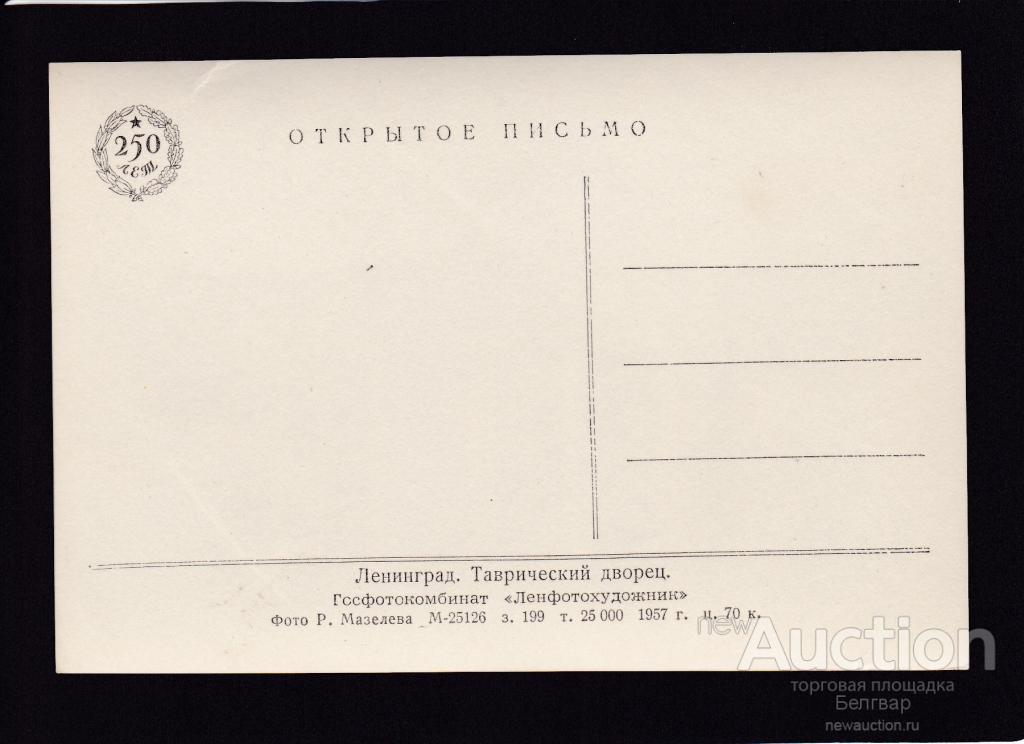 250
ЛЕТ
ОТКРЫТОЕ ПИСЬМО
Ленинград. Таврический дворец.
Госфотокомбинат «Ленфотохудожник»
Фото Р. Мазелева М-25126 з. 199 т. 25 000 1957 г. ц. 70 к.
newAuction
торговая площадка
Белгвар
newauction.ru